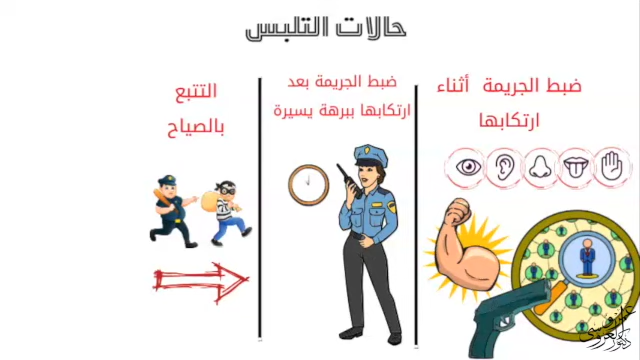 حالات التلبس
ضبط الجريمة أثناء
ارتكابها
ضبط الجريمة بعد
ارتكابها ببرهة يسيرة
التتبع
بالصياح